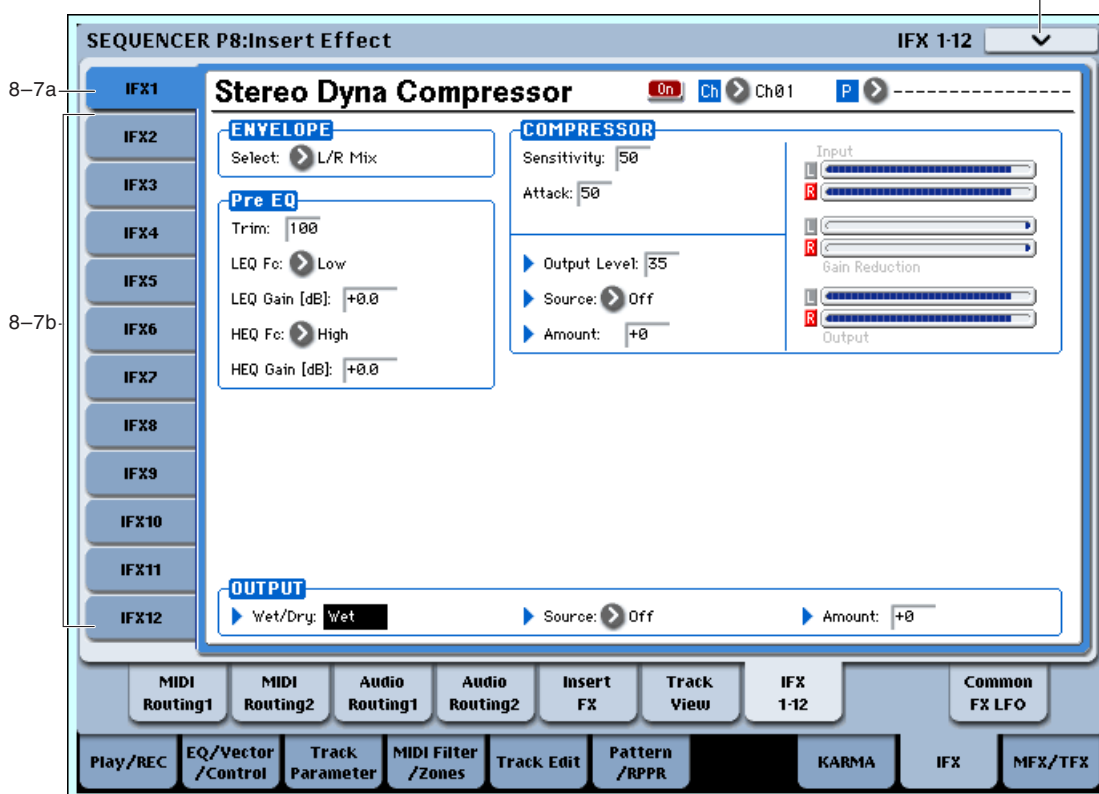 SEQUENCER P8:Insert Effect IFX 1-12
8–7a
8–7b
IFX1
IFX2
IFX3
IFX4
IFX5
IFX6
IFX7
IFX8
IFX9
IFX10
IFX11
IFX12
Stereo Dyna Compressor On Ch Ch01 P ----------------
ENVELOPE
Select: L/R Mix
Pre EQ
Trim: 100
LEQ Fc: Low
LEQ Gain [dB]: +0.0
HEQ Fc: High
HEQ Gain [dB]: +0.0
COMPRESSOR
Sensitivity: 50
Attack: 50
Output Level: 35
Source: Off
Amount: +0
Input
L
R
L
R
Gain Reduction
L
R
Output
OUTPUT
Wet/Dry: Wet Source: Off Amount: +0
MIDI Routing1
MIDI Routing2
Audio Routing1
Audio Routing2
Insert FX
Track View
IFX 1-12
Common FX LFO
Play/REC
EQ/Vector /Control
Track Parameter
MIDI Filter /Zones
Track Edit
Pattern /RPPR
KARMA
IFX
MFX/TFX